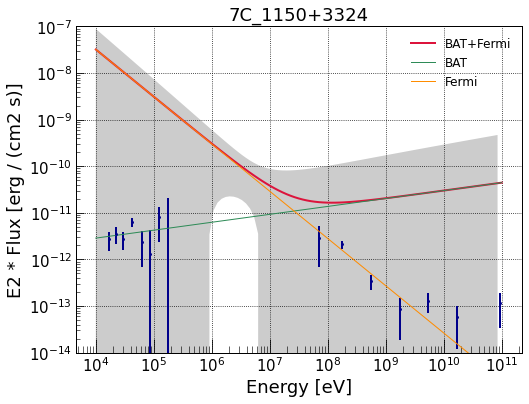 7C_1150+3324
E2 * Flux [erg / (cm2 s)]
10^−7
10^−8
10^−9
10^−10
10^−11
10^−12
10^−13
10^−14
BAT+Fermi
BAT
Fermi
10^4 10^5 10^6 10^7 10^8 10^9 10^10 10^11
Energy [eV]